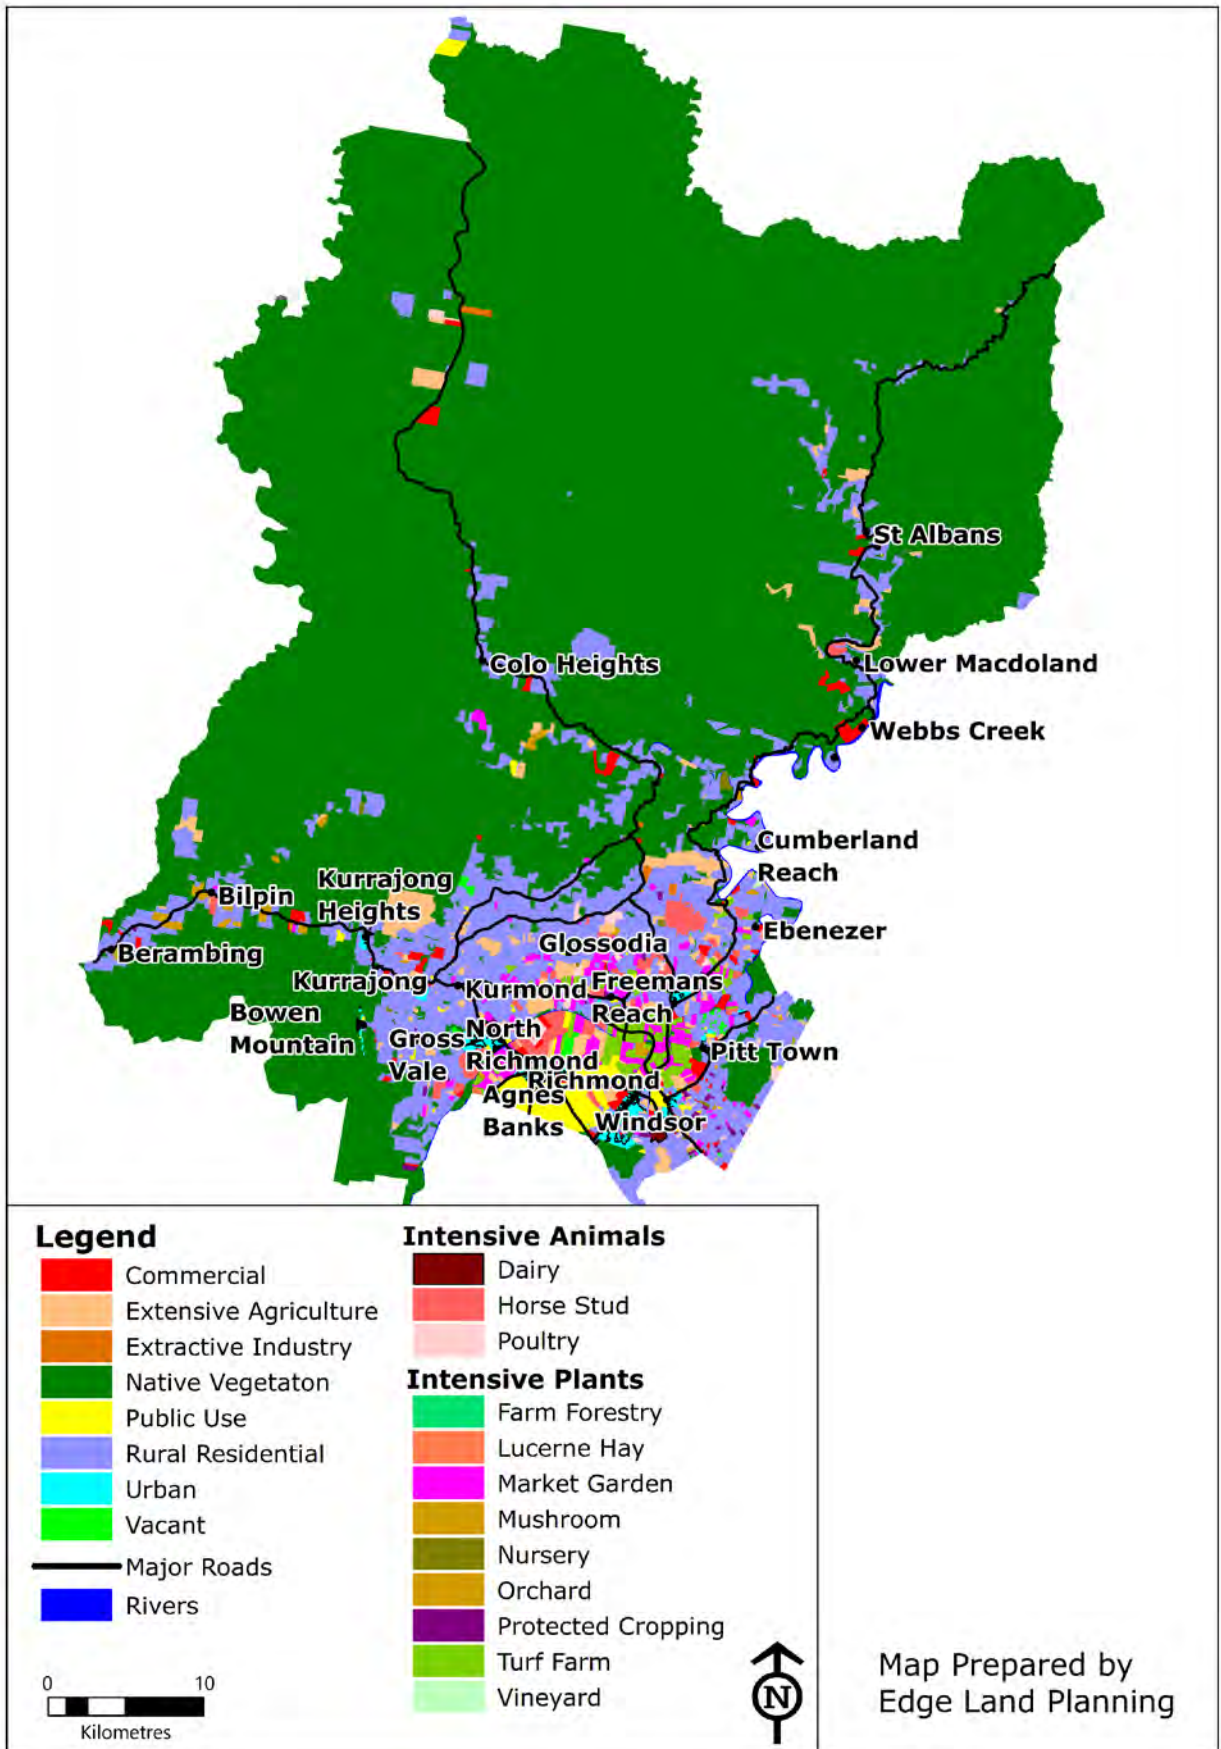 St Albans
Colo Heights
Lower Macdoland
Webbs Creek
Cumberland
Reach
Kurrajong
Heights
Bilpin
Ebenezer
Glossodia
Berambing
Kurrajong
Kurmond
Freemans
Reach
Bowen
Mountain
North
Richmond
Gross
Vale
Pitt Town
Richmond
Agnes
Banks
Windsor
Legend
Commercial
Extensive Agriculture
Extractive Industry
Native Vegetaton
Public Use
Rural Residential
Urban
Vacant
Major Roads
Rivers
0 10
Kilometres
Intensive Animals
Dairy
Horse Stud
Poultry
Intensive Plants
Farm Forestry
Lucerne Hay
Market Garden
Mushroom
Nursery
Orchard
Protected Cropping
Turf Farm
Vineyard
N
Map Prepared by
Edge Land Planning